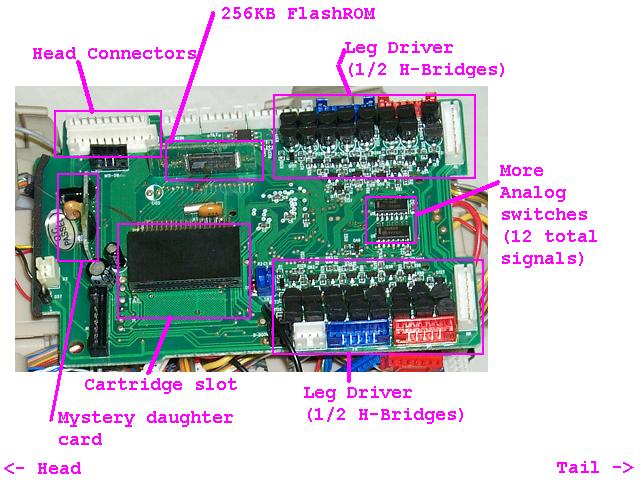 256KB FlashROM
Head Connectors
Leg Driver
(1/2 H-Bridges)
More
Analog
switches
(12 total
signals)
Cartridge slot
Leg Driver
(1/2 H-Bridges)
Mystery daughter
card
<- Head
Tail ->